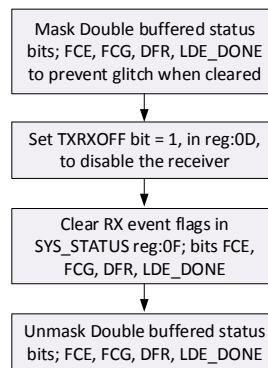 Mask Double buffered status
bits; FCE, FCG, DFR, LDE_DONE
to prevent glitch when cleared
Set TXRXOFF bit = 1, in reg:0D,
to disable the receiver
Clear RX event flags in
SYS_STATUS reg:0F; bits FCE,
FCG, DFR, LDE_DONE
Unmask Double buffered status
bits; FCE, FCG, DFR, LDE_DONE